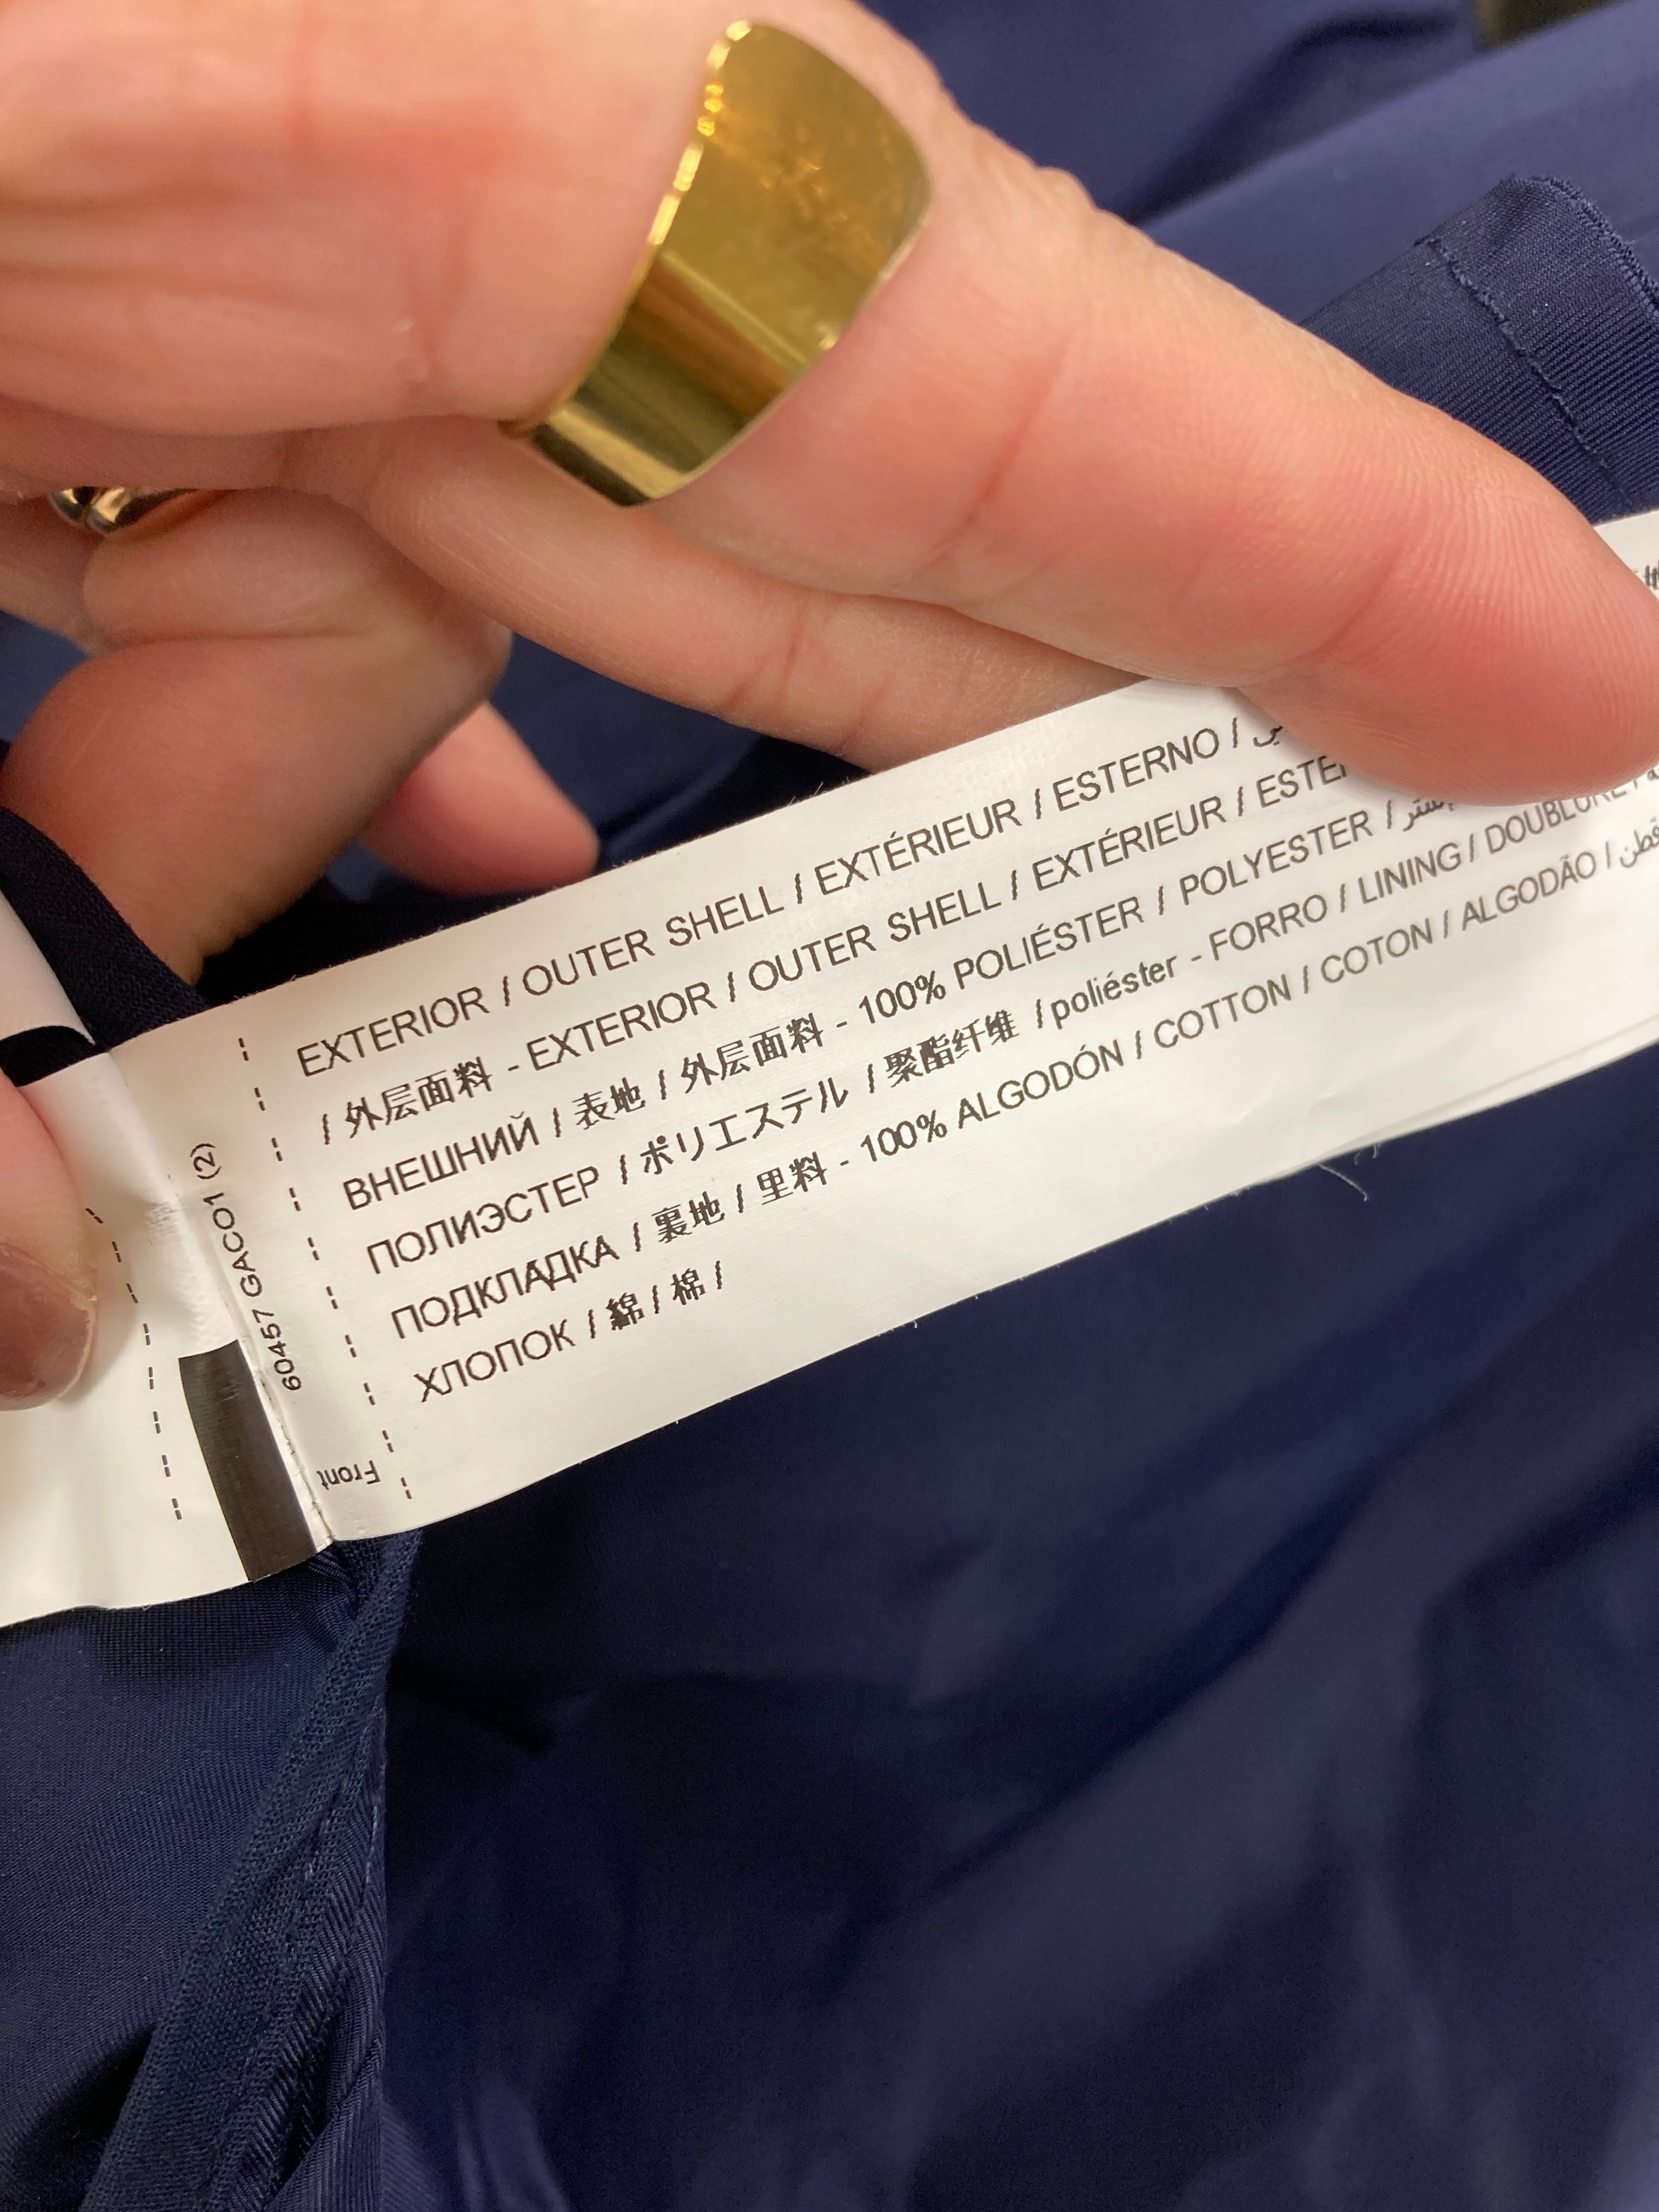 EXTERIOR / OUTER SHELL / EXTÉRIEUR / ESTERNO /
/ 外层面料 - EXTERIOR / OUTER SHELL / EXTÉRIEUR /
ВНЕШНИЙ / 表地 / 外层面料 - 100% POLIÉSTER / POLYESTER /
ПОЛИЭСТЕР / ポリエステル / 聚酯纤维 / poliéster - FORRO / LINING / DOUBLURE /
ПОДКЛАДКА / 裏地 / 里料 - 100% ALGODÓN / COTTON / COTON / ALGODÃO / قطن
ХЛОПОК / 綿 / 棉 /
60457 GACO1 (2)
Front